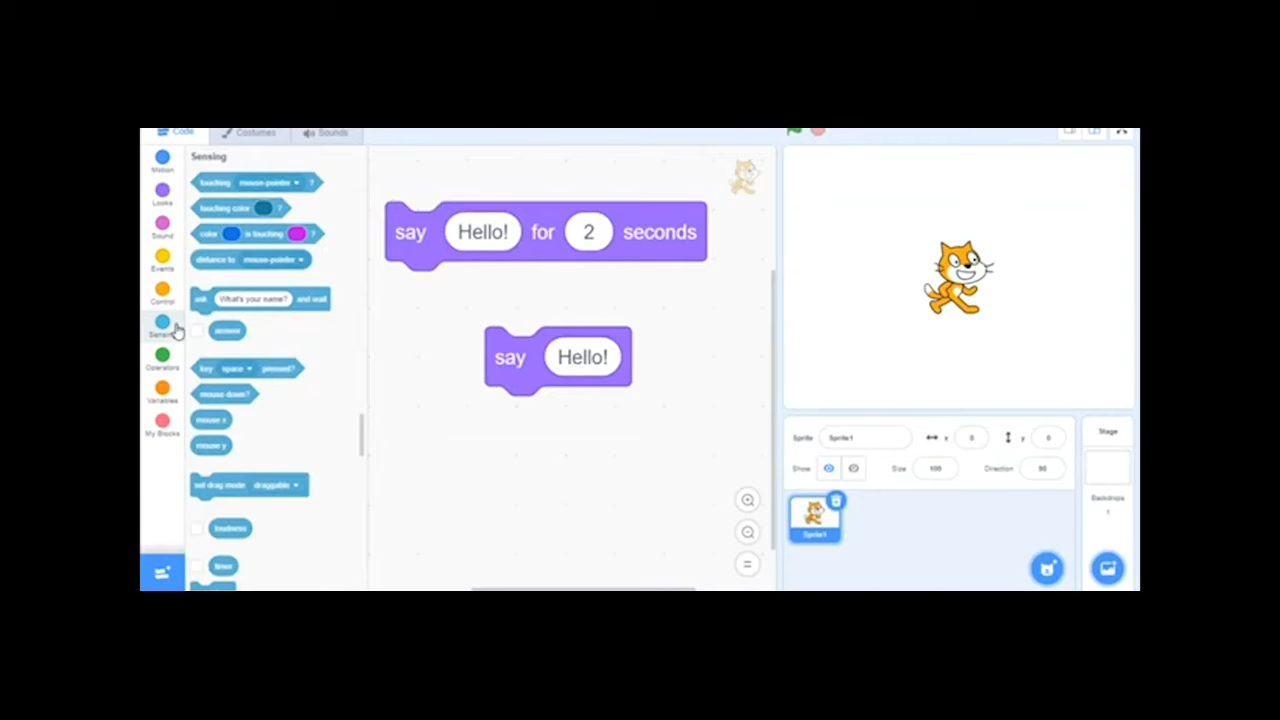 Code Costumes Sounds
Motion
Looks
Sound
Events
Control
Sensing
Operators
Variables
My Blocks
Sensing
touching mouse-pointer ?
touching color ?
color is touching ?
distance to mouse-pointer
ask What's your name? and wait
answer
key space pressed?
mouse down?
mouse x
mouse y
set drag mode draggable
loudness
timer
say Hello! for 2 seconds
say Hello!
Sprite Sprite1 x 0 y 0
Show Size 100 Direction 90
Sprite1
Stage
Backdrops
1